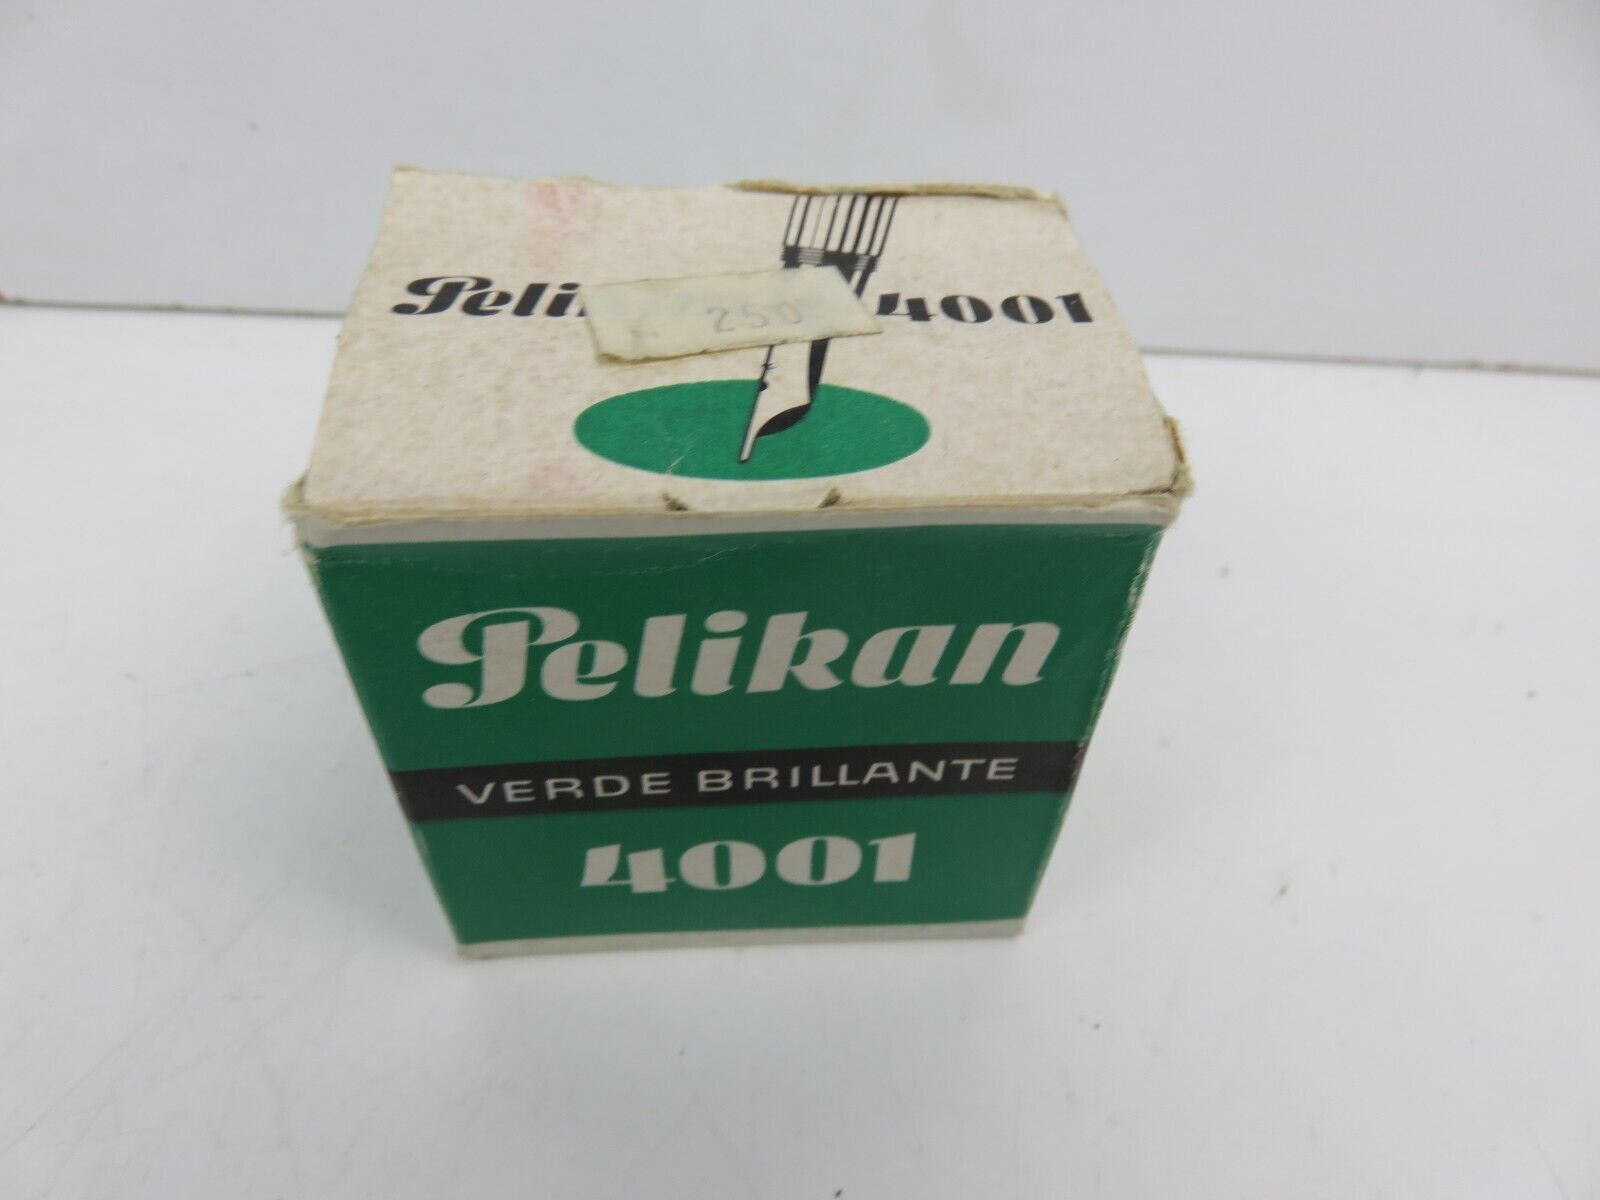 Peli 4001
250
Pelikan
VERDE BRILLANTE
4001